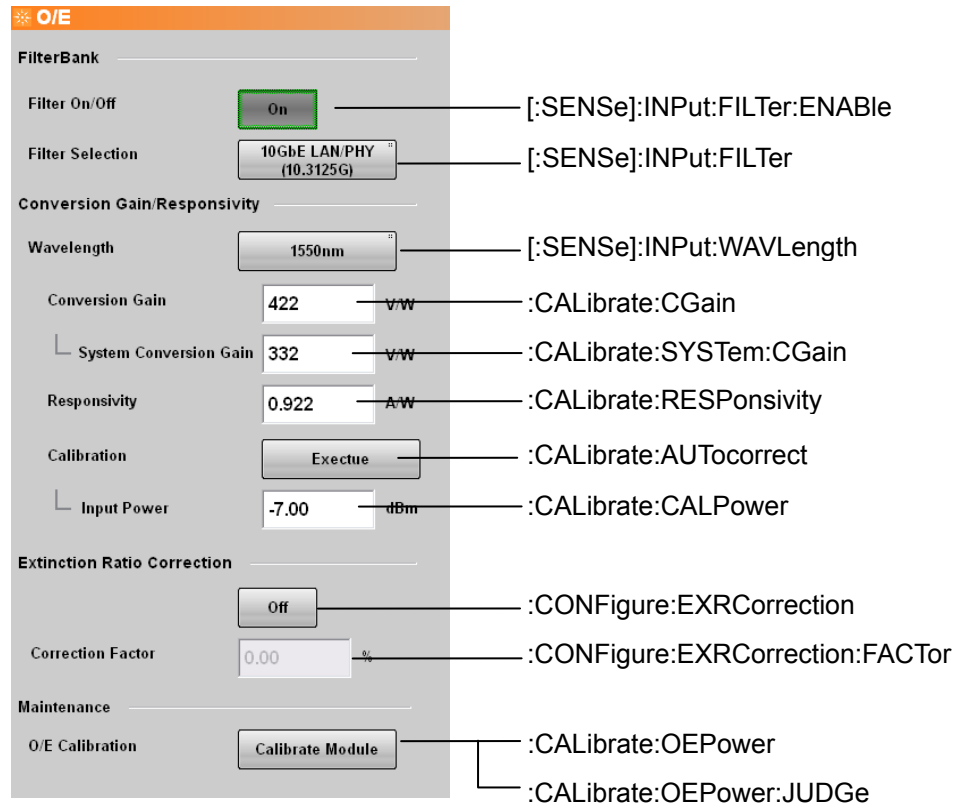 O/E
FilterBank
Filter On/Off On [:SENSe]:INPut:FILTer:ENABle
Filter Selection 10GbE LAN/PHY (10.3125G) [:SENSe]:INPut:FILTer
Conversion Gain/Responsivity
Wavelength 1550nm [:SENSe]:INPut:WAVLength
Conversion Gain 422 V/W :CALibrate:CGain
System Conversion Gain 332 V/W :CALibrate:SYSTem:CGain
Responsivity 0.922 A/W :CALibrate:RESPonsivity
Calibration Exectue :CALibrate:AUTocorrect
Input Power -7.00 dBm :CALibrate:CALPower
Extinction Ratio Correction
Off :CONFigure:EXRCorrection
Correction Factor 0.00 % :CONFigure:EXRCorrection:FACTor
Maintenance
O/E Calibration Calibrate Module :CALibrate:OEPower
:CALibrate:OEPower:JUDGe